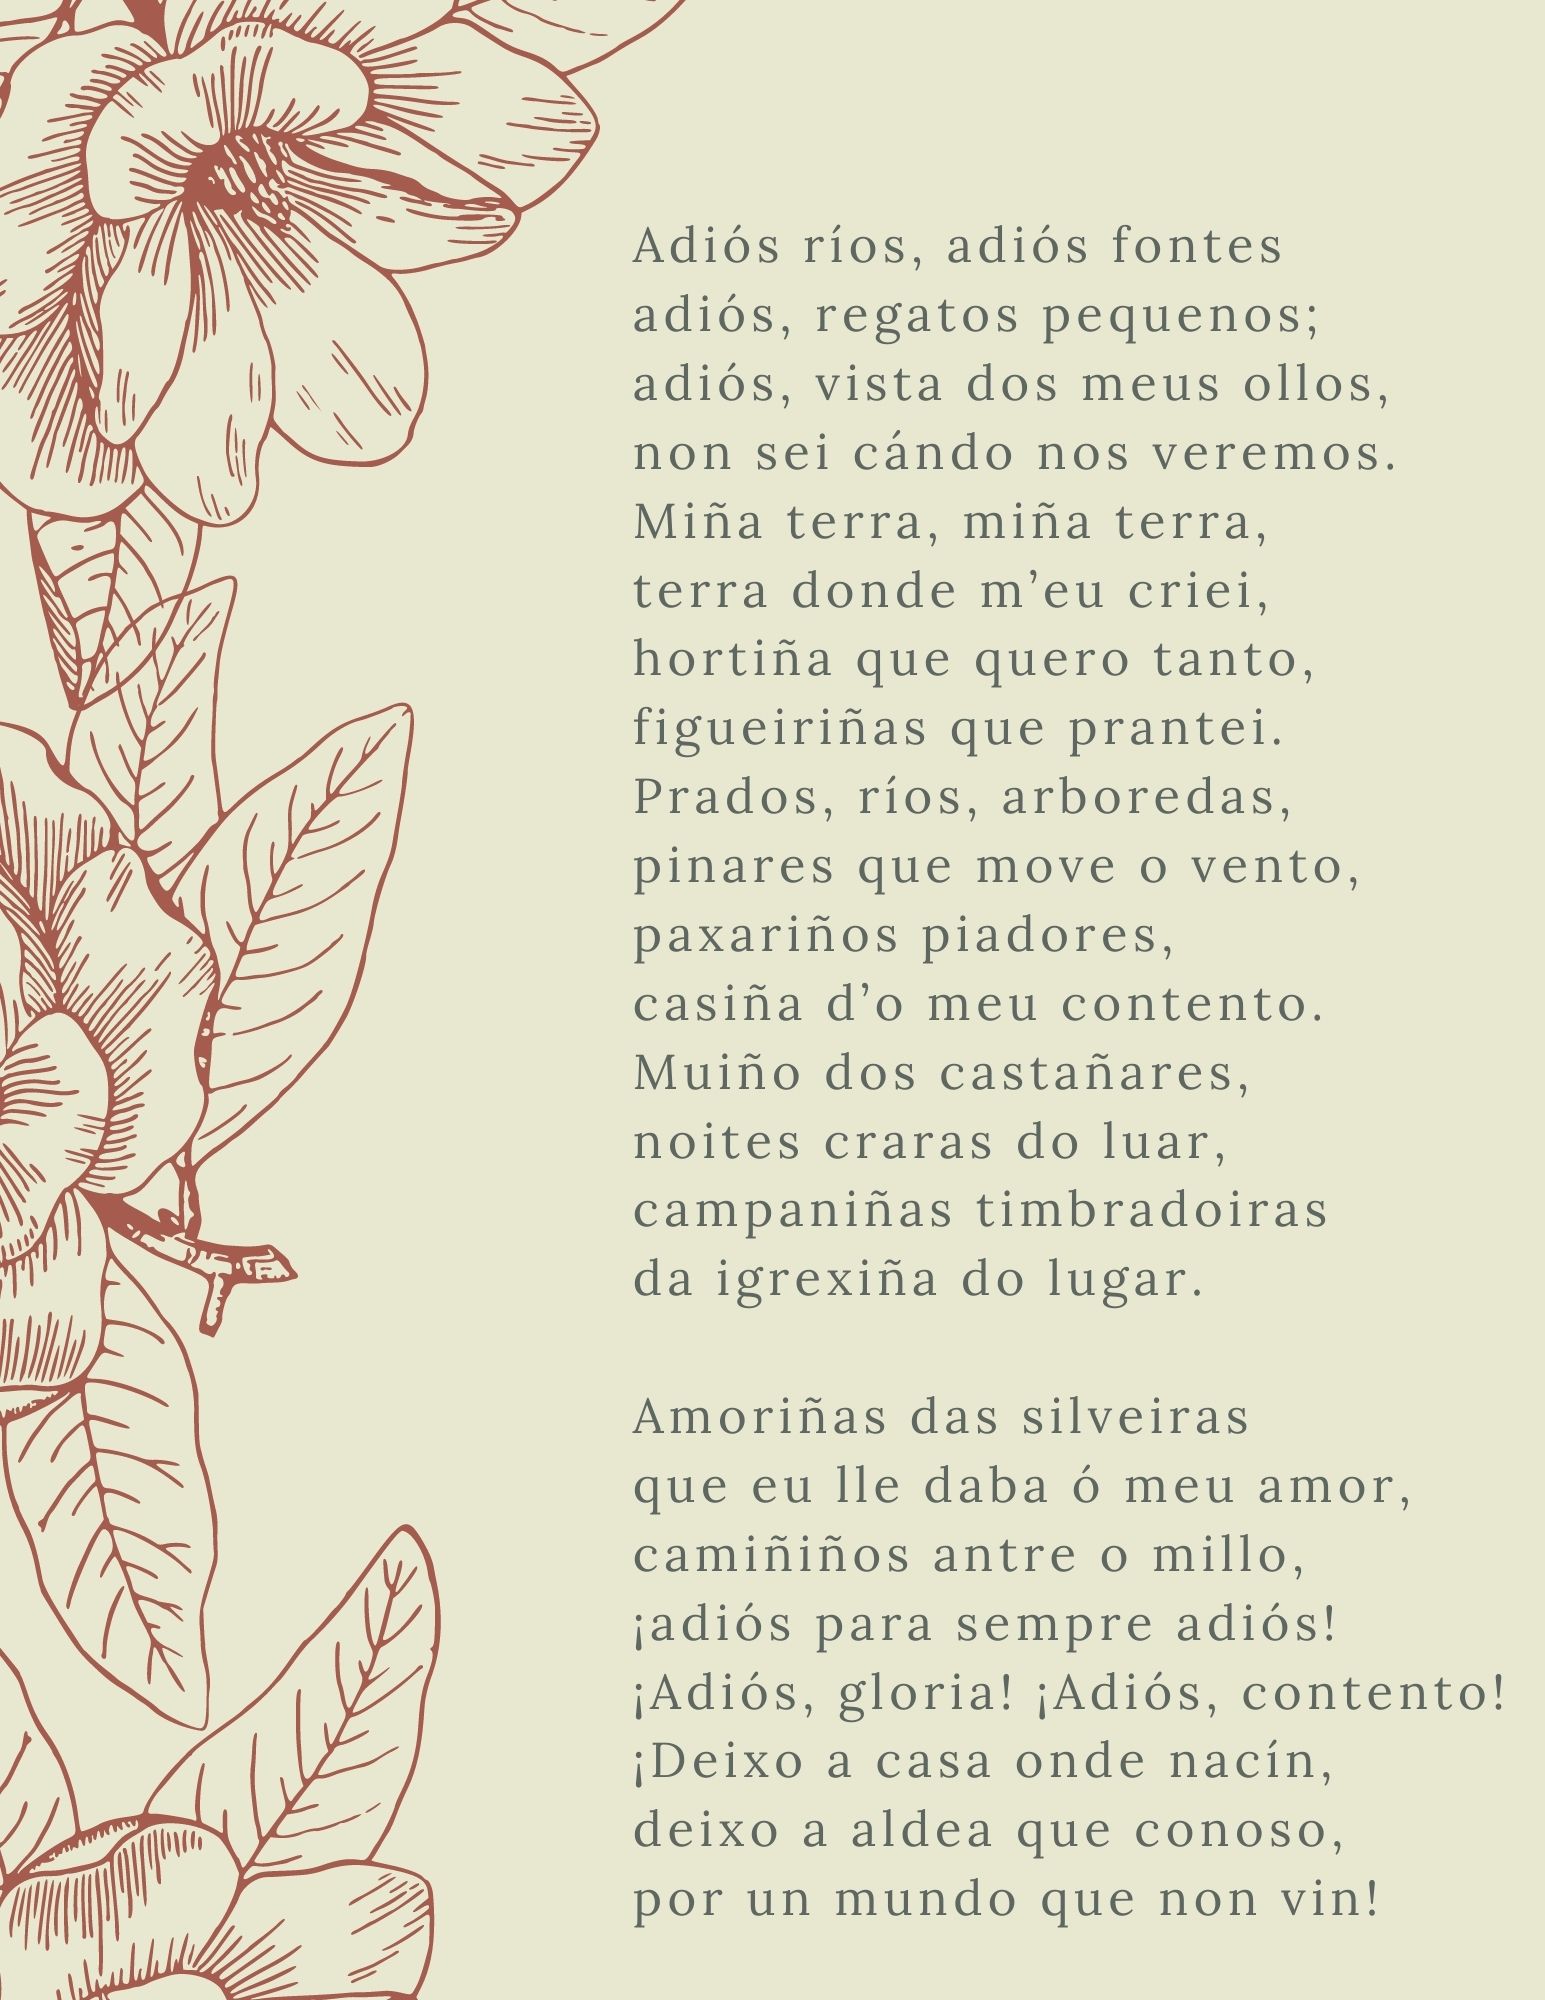 Adiós ríos, adiós fontes
adiós, regatos pequenos;
adiós, vista dos meus ollos,
non sei cándo nos veremos.
Miña terra, miña terra,
terra donde m’eu criei,
hortiña que quero tanto,
figueiriñas que prantei.
Prados, ríos, arboredas,
pinares que move o vento,
paxariños piadores,
casiña d’o meu contento.
Muiño dos castañares,
noites craras do luar,
campaniñas timbradoiras
da igrexiña do lugar.

Amoriñas das silveiras
que eu lle daba ó meu amor,
camiñiños antre o millo,
¡adiós para sempre adiós!
¡Adiós, gloria! ¡Adiós, contento!
¡Deixo a casa onde nacín,
deixo a aldea que conoso,
por un mundo que non vin!